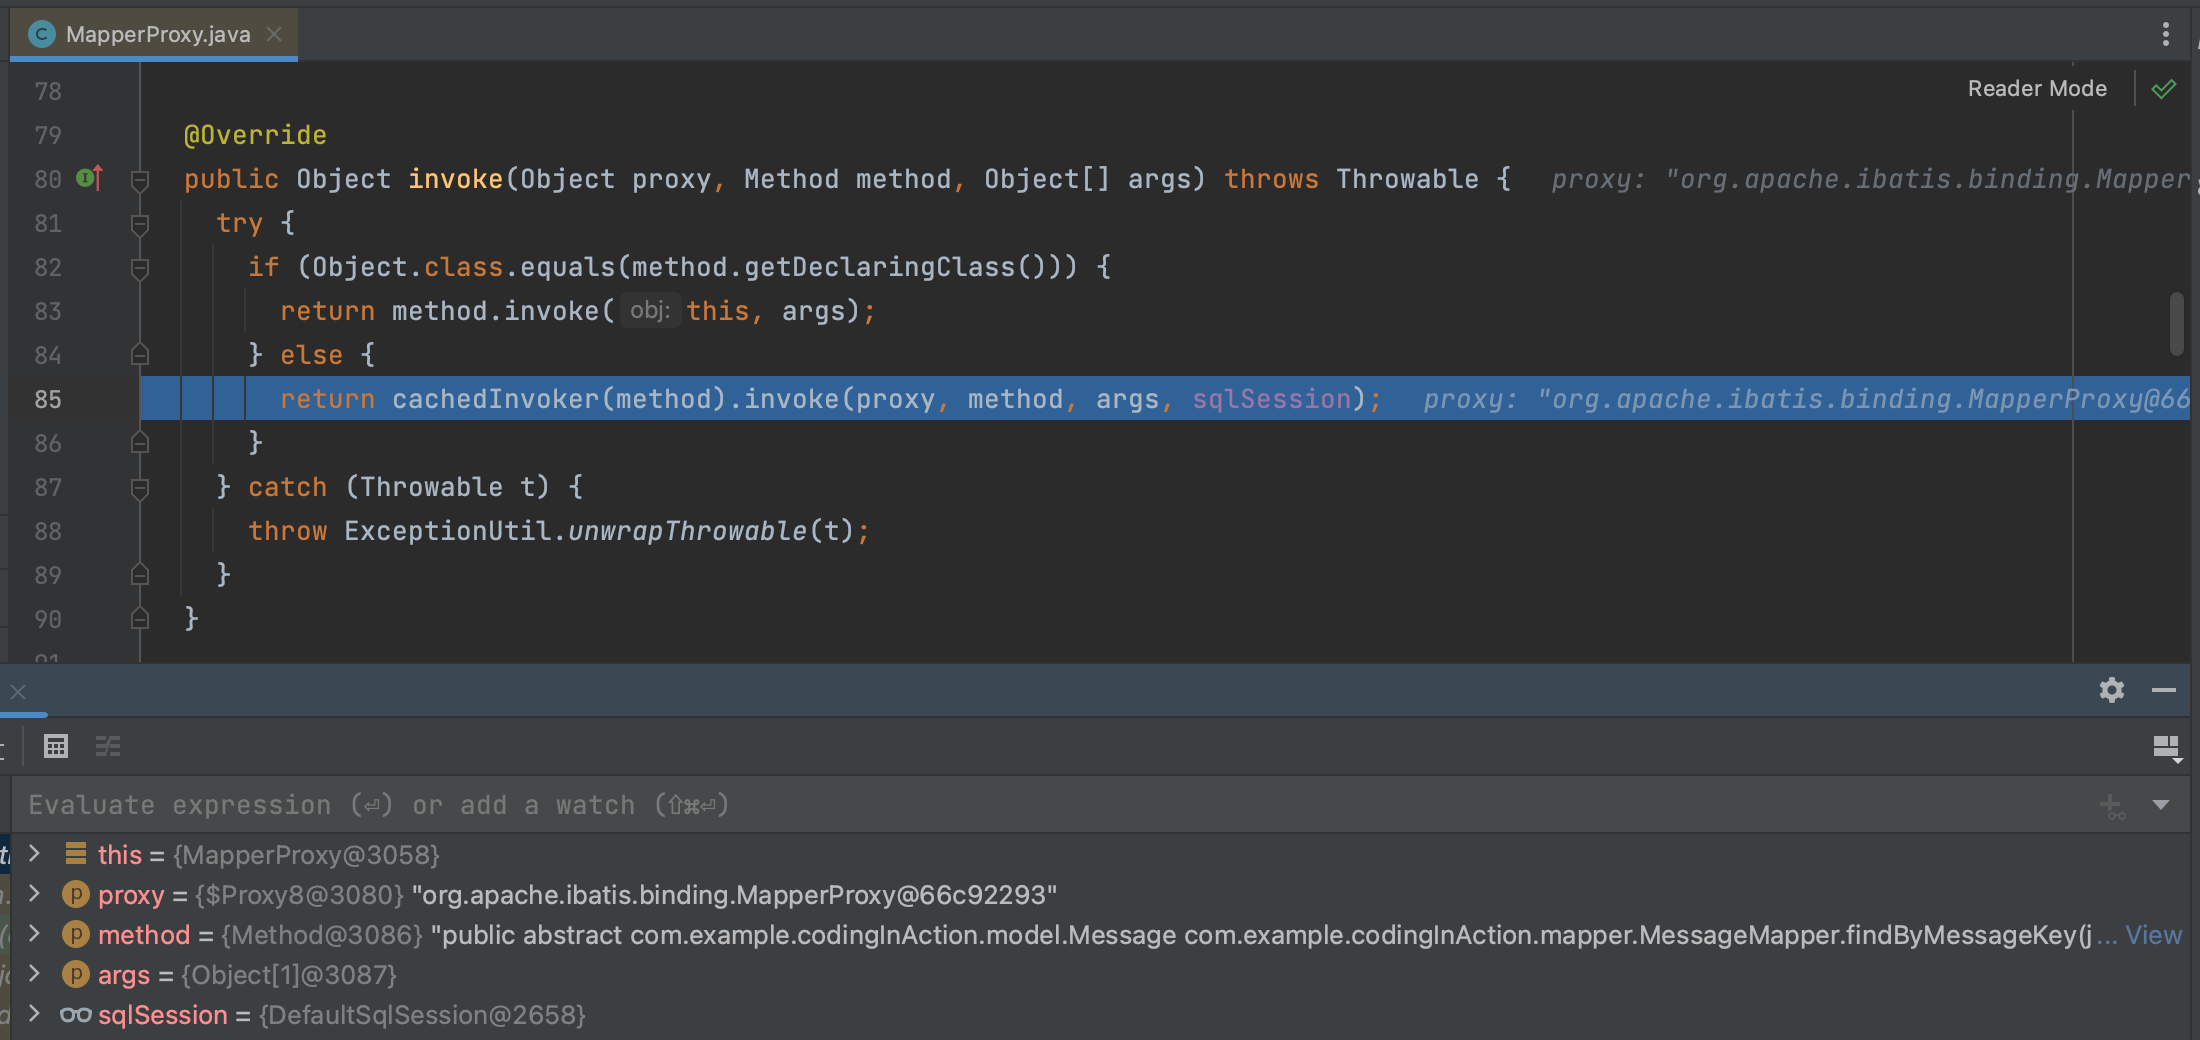 MapperProxy.java
Reader Mode
78
79 @Override
80 public Object invoke(Object proxy, Method method, Object[] args) throws Throwable { proxy: "org.apache.ibatis.binding.Mapper
81 try {
82 if (Object.class.equals(method.getDeclaringClass())) {
83 return method.invoke( obj: this, args);
84 } else {
85 return cachedInvoker(method).invoke(proxy, method, args, sqlSession); proxy: "org.apache.ibatis.binding.MapperProxy@66
86 }
87 } catch (Throwable t) {
88 throw ExceptionUtil.unwrapThrowable(t);
89 }
90 }
91
Evaluate expression (⏎) or add a watch (⇧⌘⏎)
this = {MapperProxy@3058}
proxy = {$Proxy8@3080} "org.apache.ibatis.binding.MapperProxy@66c92293"
method = {Method@3086} "public abstract com.example.codingInAction.model.Message com.example.codingInAction.mapper.MessageMapper.findByMessageKey(j... View
args = {Object[1]@3087}
sqlSession = {DefaultSqlSession@2658}